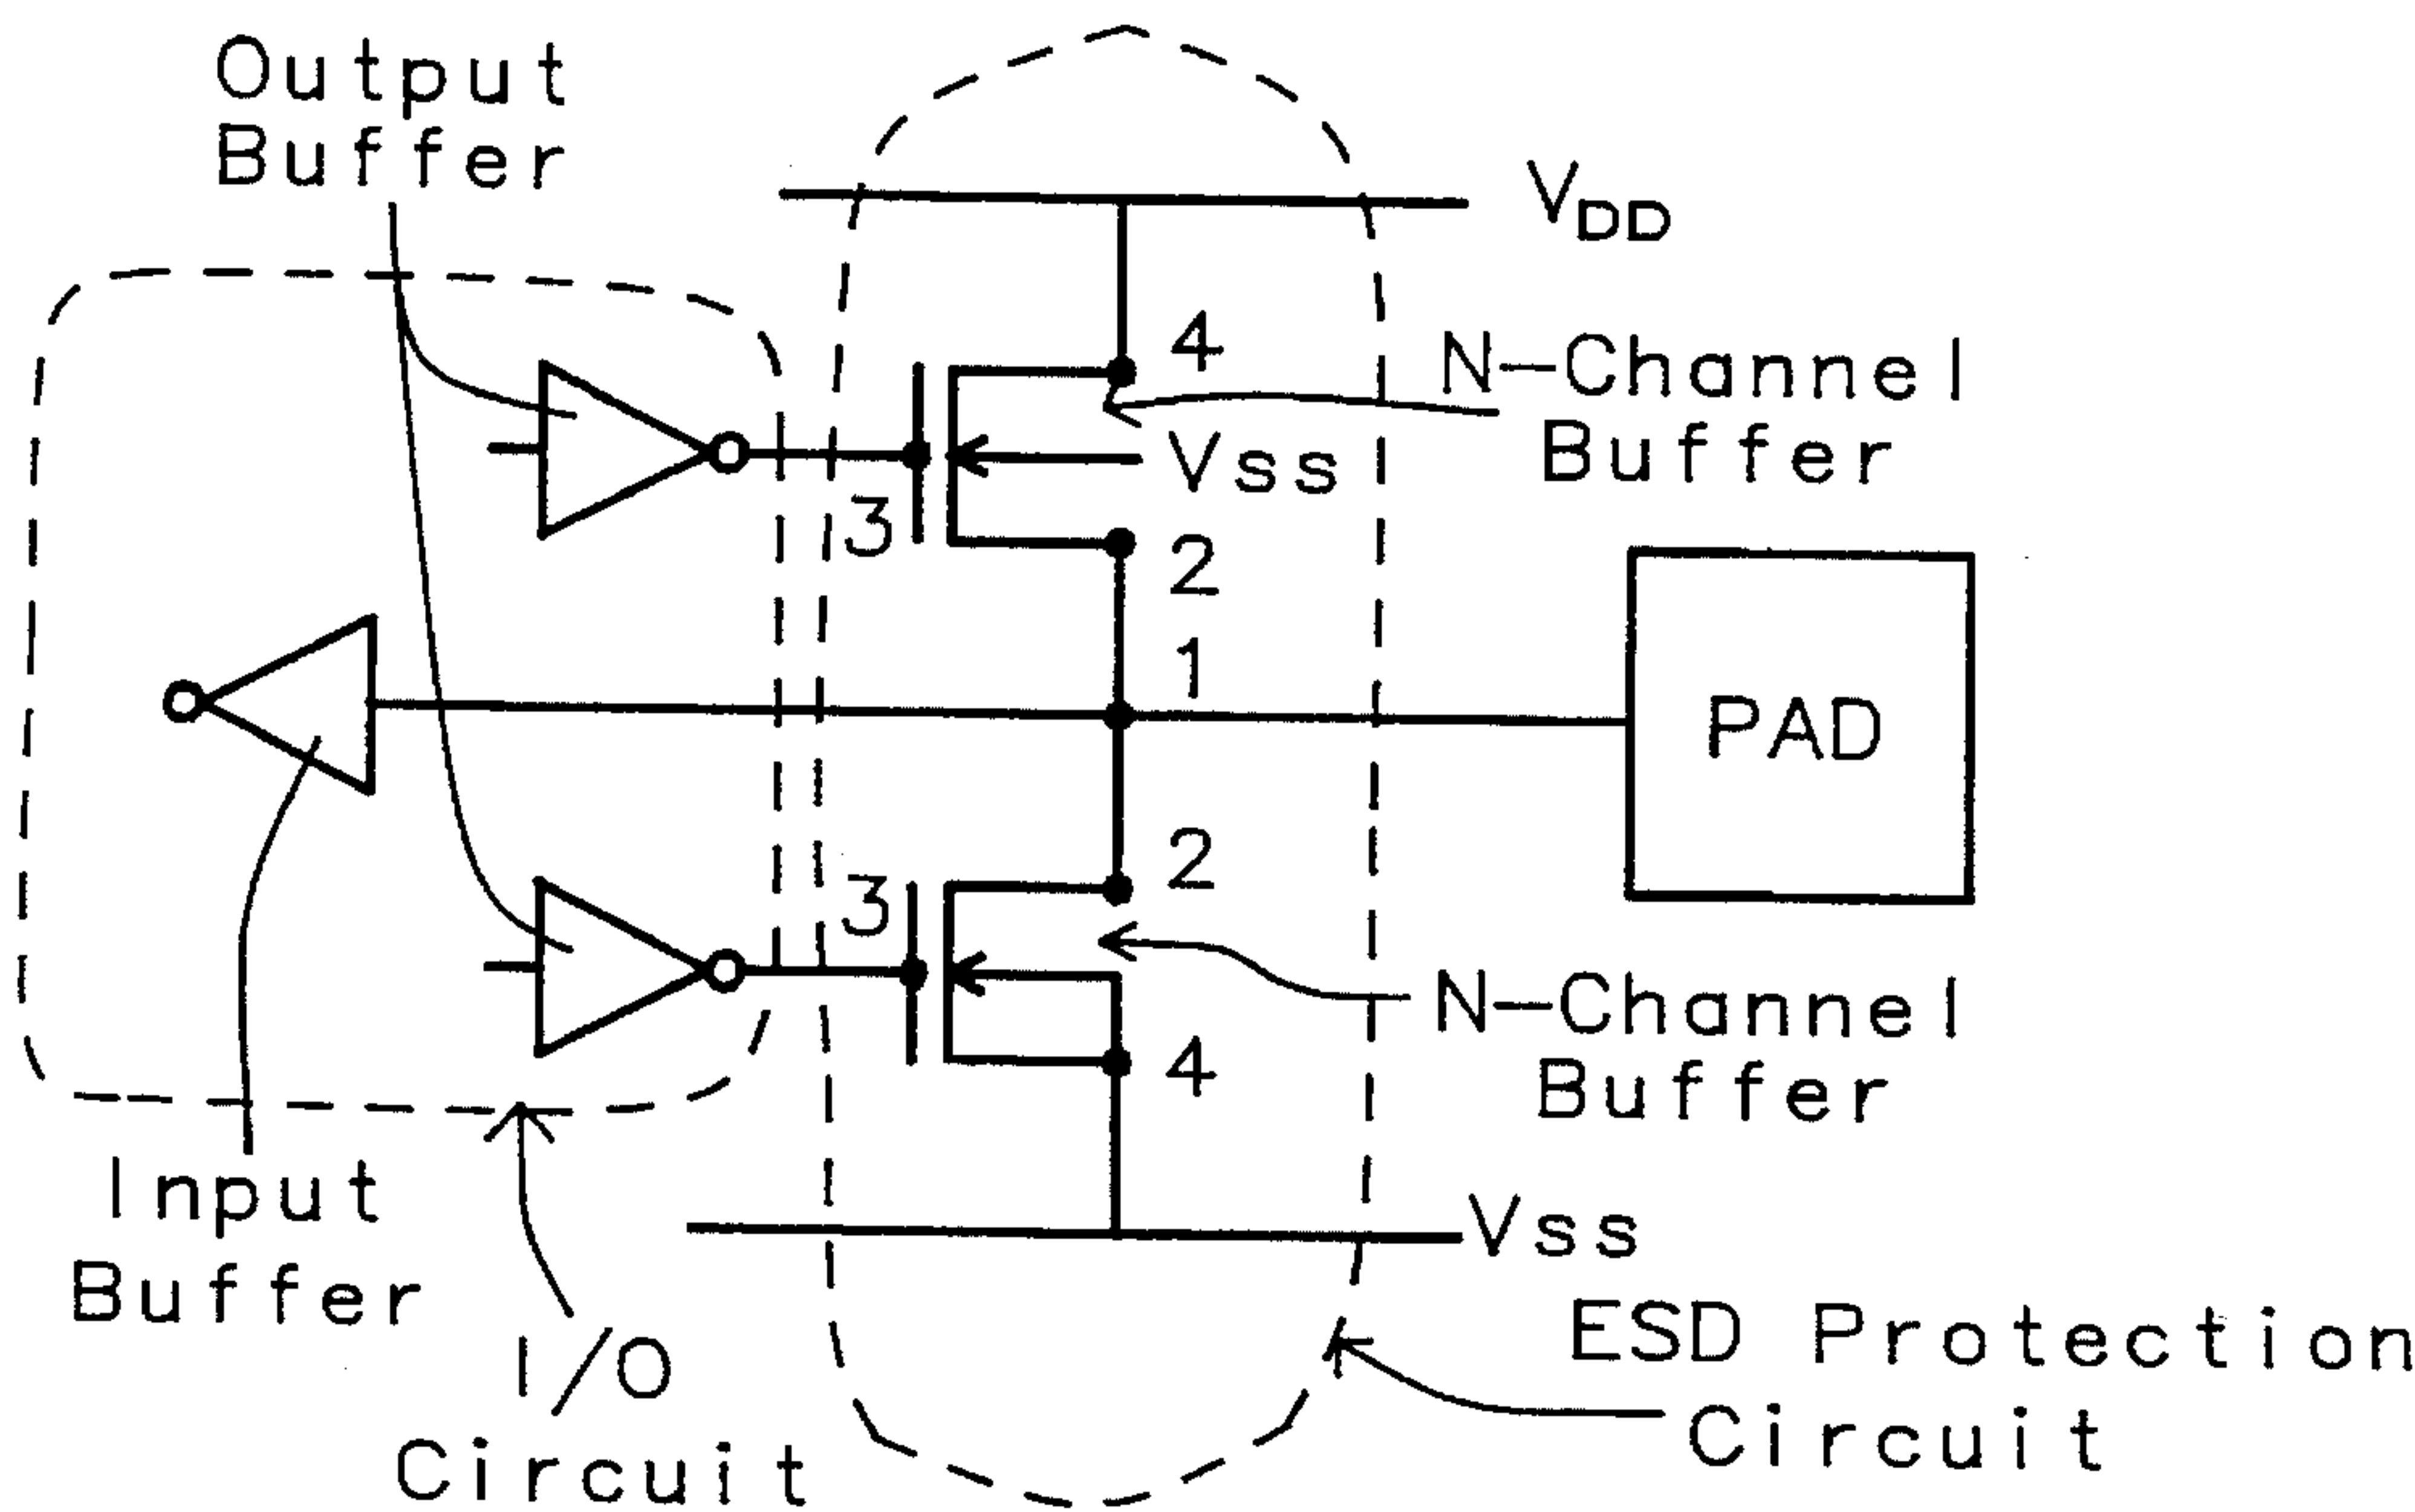 Output
Buffer
VDD
4
N-Channel
Buffer
Vss
3
2
1
PAD
2
3
N-Channel
Buffer
4
Input
Buffer
Vss
I/O
Circuit
ESD Protection
Circuit